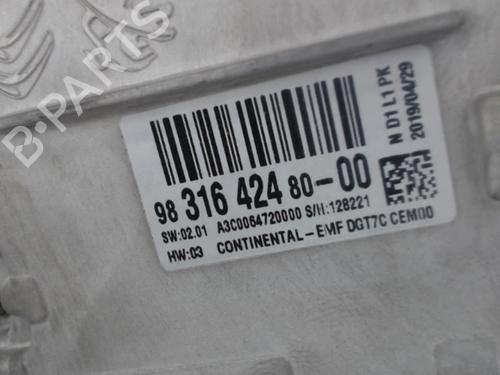 B-PARTS
98 316 424 80-00
SW:02.01 A3C0064720000 S/N:128221
HW:03 CONTINENTAL-EMF DGT7C CEM00
N D1 L1 PK
2019/04/29